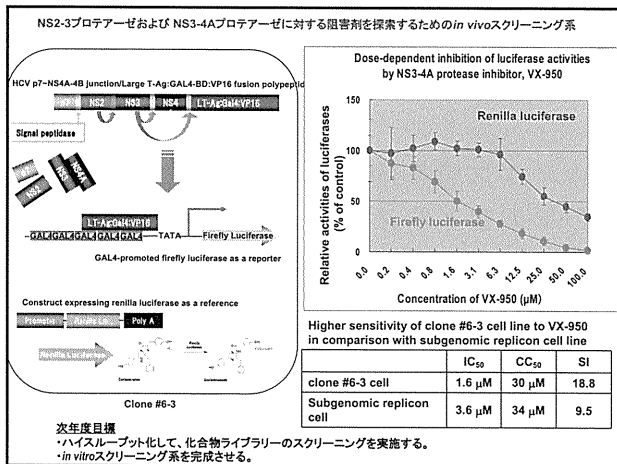 NS2-3プロテアーゼおよび NS3-4Aプロテアーゼに対する阻害剤を探索するためのin vivoスクリーニング系
HCV p7~NS4A-4B junction/Large T-Ag:GAL4-BD:VP16 fusion polypeptid
NS2
NS3
NS4
LT-Ag:Gal4:VP16
Signal peptidase
NS2
NS3
NS4A
LT-Ag:Gal4:VP16
GAL4GAL4GAL4GAL4GAL4
TATA
Firefly Luciferase
GAL4-promoted firefly luciferase as a reporter
Construct expressing renilla luciferase as a reference
Poly A
Clone #6-3
Dose-dependent inhibition of luciferase activities
by NS3-4A protease inhibitor, VX-950
Relative activities of luciferases
(% of control)
150
100
50
0
Renilla luciferase
Firefly luciferase
0.0
0.2
0.4
0.8
1.6
3.1
6.3
12.5
25.0
50.0
100.0
Concentration of VX-950 (μM)
Higher sensitivity of clone #6-3 cell line to VX-950
in comparison with subgenomic replicon cell line
IC50 CC50 SI
clone #6-3 cell 1.6 μM 30 μM 18.8
Subgenomic replicon
cell 3.6 μM 34 μM 9.5
次年度目標
・ハイスループット化して、化合物ライブラリーのスクリーニングを実施する。
・in vitroスクリーニング系を完成させる。